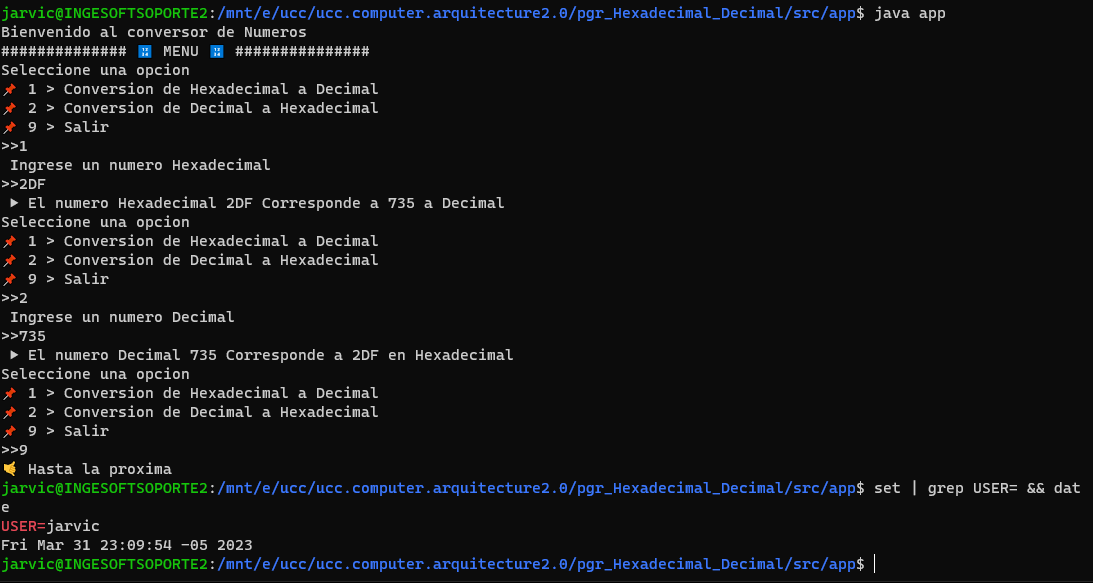 jarvic@INGESOFTSOPORTE2:/mnt/e/ucc/ucc.computer.arquitecture2.0/pgr_Hexadecimal_Decimal/src/app$ java app
Bienvenido al conversor de Numeros
############## 🔢 MENU 🔢 ###############
Seleccione una opcion
📌 1 > Conversion de Hexadecimal a Decimal
📌 2 > Conversion de Decimal a Hexadecimal
📌 9 > Salir
>>1
 Ingrese un numero Hexadecimal
>>2DF
 ▶ El numero Hexadecimal 2DF Corresponde a 735 a Decimal
Seleccione una opcion
📌 1 > Conversion de Hexadecimal a Decimal
📌 2 > Conversion de Decimal a Hexadecimal
📌 9 > Salir
>>2
 Ingrese un numero Decimal
>>735
 ▶ El numero Decimal 735 Corresponde a 2DF en Hexadecimal
Seleccione una opcion
📌 1 > Conversion de Hexadecimal a Decimal
📌 2 > Conversion de Decimal a Hexadecimal
📌 9 > Salir
>>9
🤙 Hasta la proxima
jarvic@INGESOFTSOPORTE2:/mnt/e/ucc/ucc.computer.arquitecture2.0/pgr_Hexadecimal_Decimal/src/app$ set | grep USER= && dat
e
USER=jarvic
Fri Mar 31 23:09:54 -05 2023
jarvic@INGESOFTSOPORTE2:/mnt/e/ucc/ucc.computer.arquitecture2.0/pgr_Hexadecimal_Decimal/src/app$